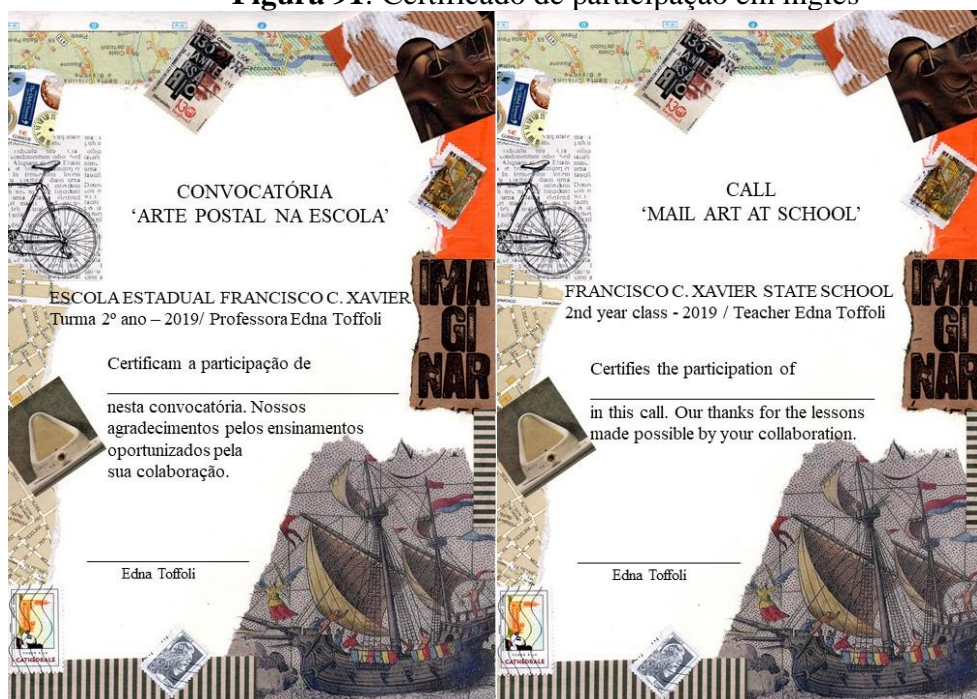 Figura 91: Certificado de participação em inglês
CONVOCATÓRIA
‘ARTE POSTAL NA ESCOLA’
ESCOLA ESTADUAL FRANCISCO C. XAVIER
Turma 2º ano – 2019/ Professora Edna Toffoli
Certificam a participação de
nesta convocatória. Nossos
agradecimentos pelos ensinamentos
oportunizados pela
sua colaboração.
Edna Toffoli
IMA
GI
NAR
CATHÉDRALE
CALL
‘MAIL ART AT SCHOOL’
FRANCISCO C. XAVIER STATE SCHOOL
2nd year class - 2019 / Teacher Edna Toffoli
Certifies the participation of
in this call. Our thanks for the lessons
made possible by your collaboration.
Edna Toffoli
IMA
GI
NAR
CATHÉDRALE